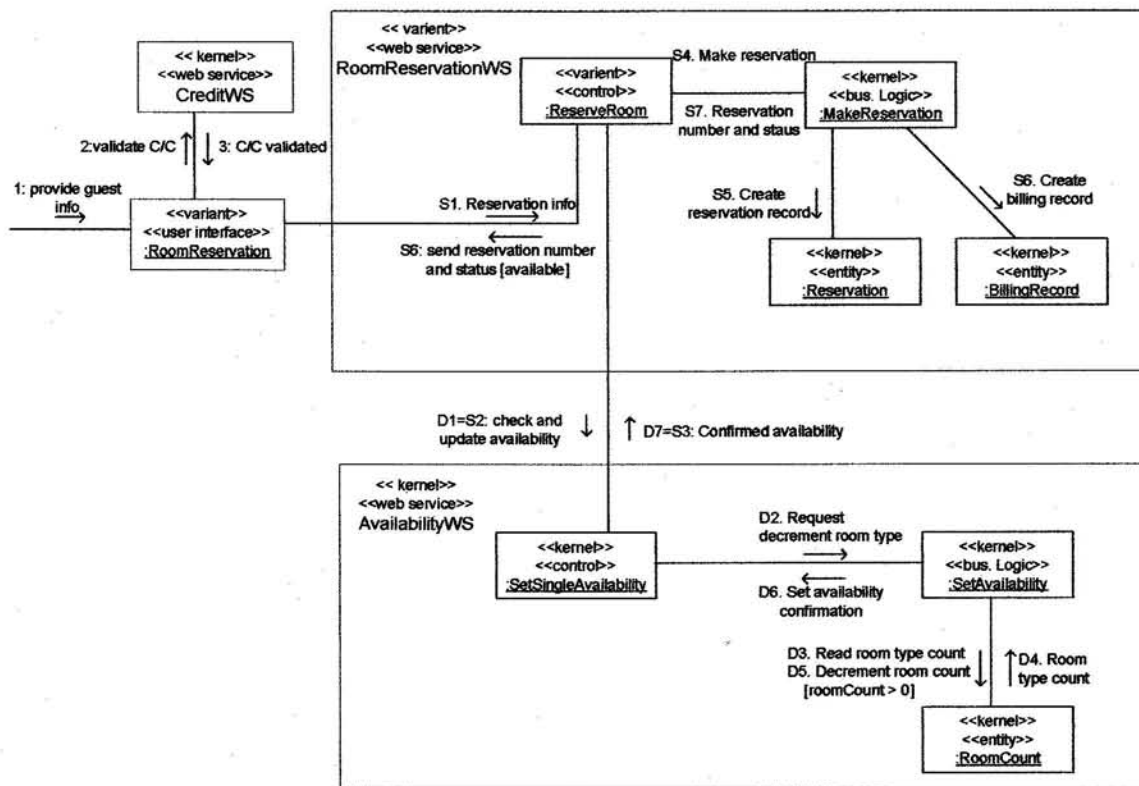 << kernel>>
<<web service>>
CreditWS
2:validate C/C
3: C/C validated
1: provide guest
info
<<variant>>
<<user interface>>
:RoomReservation
<< varient>>
<<web service>>
RoomReservationWS
<<varient>>
<<control>>
:ReserveRoom
S4. Make reservation
S7. Reservation
number and staus
<<kernel>>
<<bus. Logic>>
:MakeReservation
S1. Reservation info
S6: send reservation number
and status [available]
S5. Create
reservation record
S6. Create
billing record
<<kernel>>
<<entity>>
:Reservation
<<kernel>>
<<entity>>
:BillingRecord
D1=S2: check and
update availability
D7=S3: Confirmed availability
<< kernel>>
<<web service>>
AvailabilityWS
<<kernel>>
<<control>>
:SetSingleAvailability
D2. Request
decrement room type
D6. Set availability
confirmation
<<kernel>>
<<bus. Logic>>
:SetAvailability
D3. Read room type count
D5. Decrement room count
[roomCount > 0]
D4. Room
type count
<<kernel>>
<<entity>>
:RoomCount